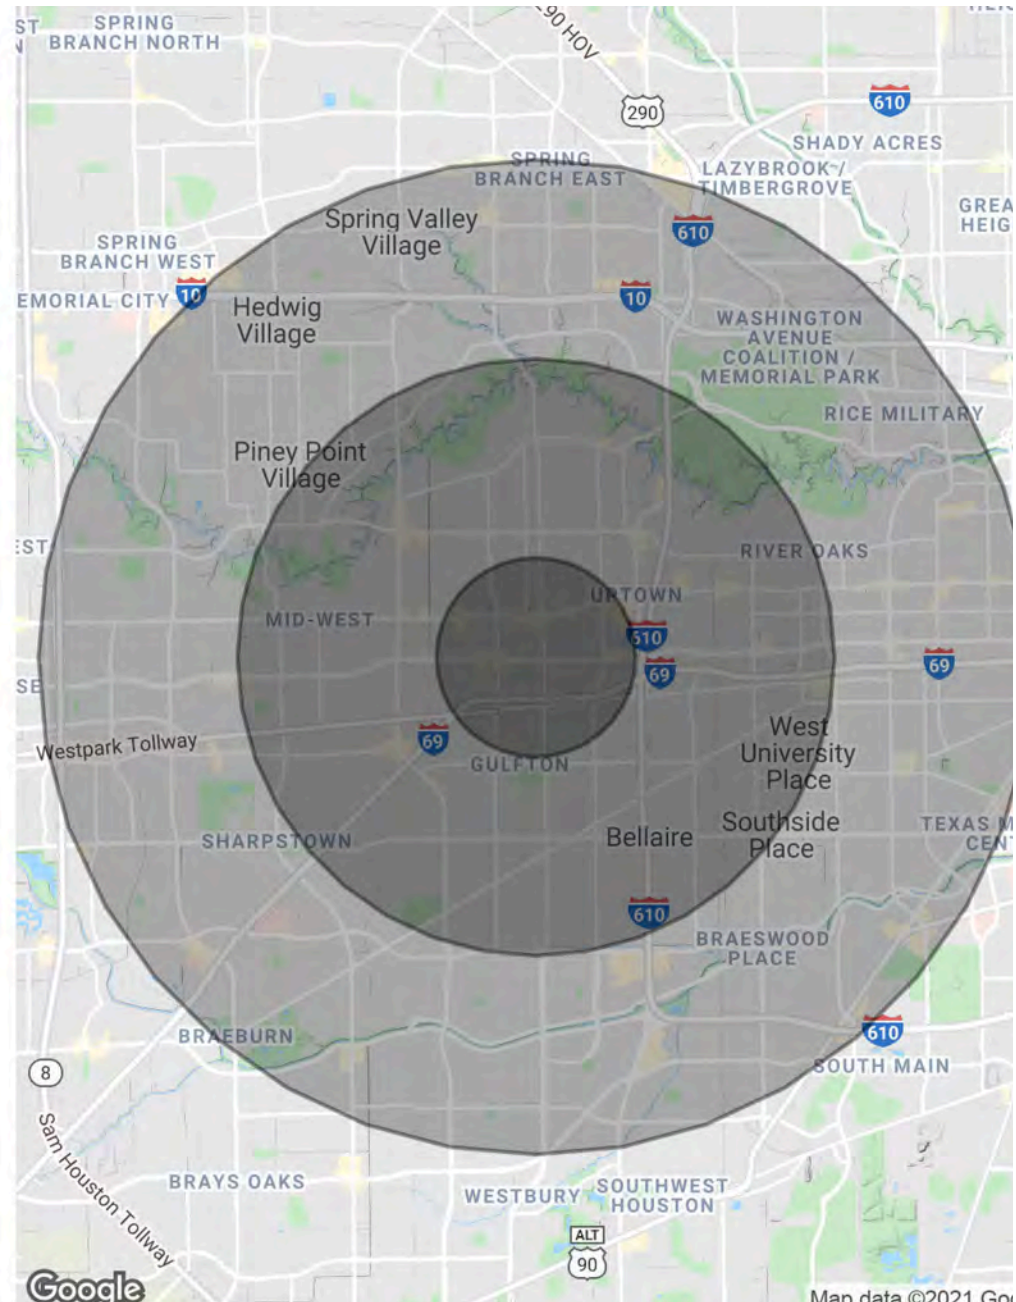 SPRING
BRANCH NORTH
290 HOV
290
610
SHADY ACRES
SPRING
BRANCH EAST
LAZYBROOK /
TIMBERGROVE
Spring Valley
Village
610
SPRING
BRANCH WEST
EMORIAL CITY
10
Hedwig
Village
10
WASHINGTON
AVENUE
COALITION /
MEMORIAL PARK
RICE MILITARY
Piney Point
Village
EST
RIVER OAKS
UPTOWN
MID-WEST
610
69
69
SE
Westpark Tollway
69
GULFTON
West
University
Place
Southside
Place
Bellaire
SHARPSTOWN
TEXAS M
CENT
610
BRAESWOOD
PLACE
BRAEBURN
610
SOUTH MAIN
8
Sam Houston Tollway
BRAYS OAKS
WESTBURY
SOUTHWEST
HOUSTON
ALT
90
Google
Map data ©2021 Goo